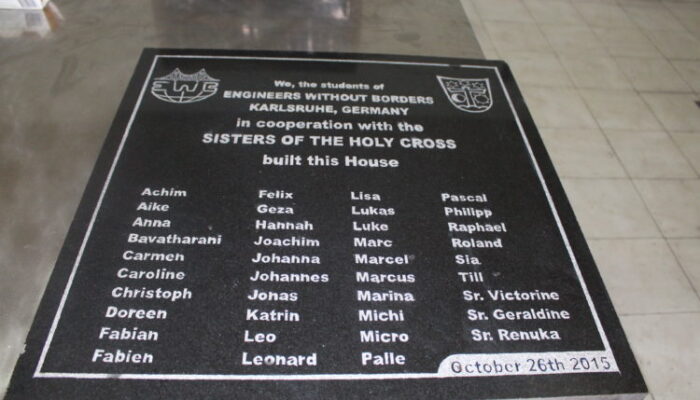 EWB
We, the students of
ENGINEERS WITHOUT BORDERS
KARLSRUHE, GERMANY
in cooperation with the
SISTERS OF THE HOLY CROSS
built this House
Achim Felix Lisa Pascal
Aike Geza Lukas Philipp
Anna Hannah Luke Raphael
Bavatharani Joachim Marc Roland
Carmen Johanna Marcel Sia
Caroline Johannes Marcus Till
Christoph Jonas Marina Sr. Victorine
Doreen Katrin Michi Sr. Geraldine
Fabian Leo Micro Sr. Renuka
Fabien Leonard Palle
October 26th 2015